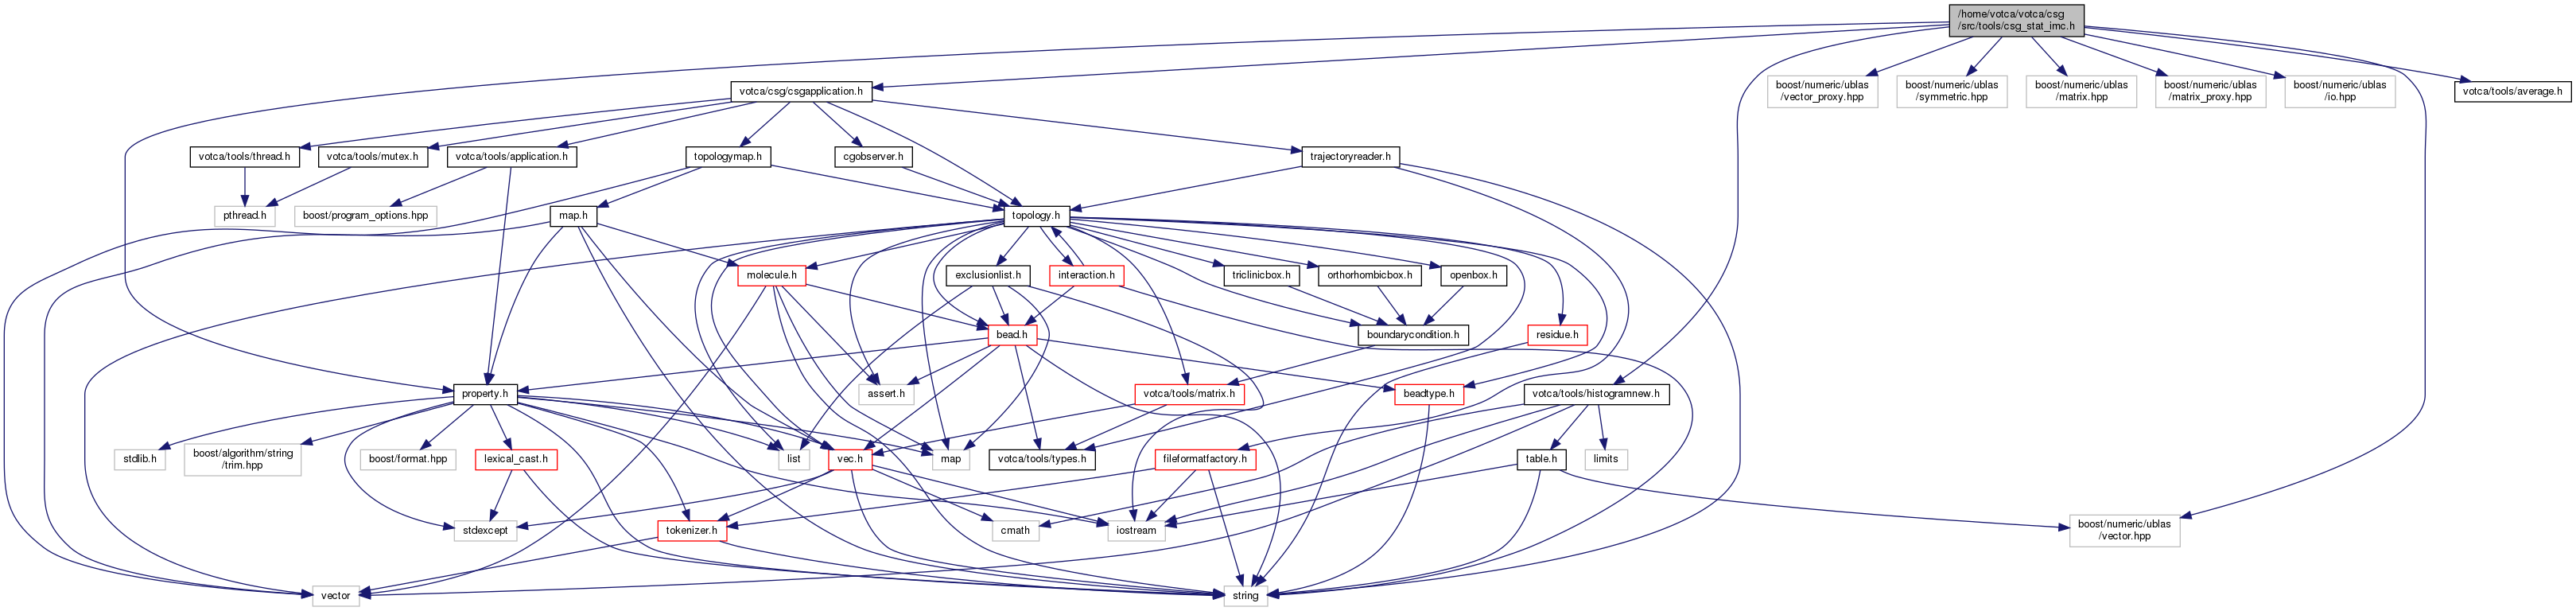 /home/votca/votca/csg
/src/tools/csg_stat_imc.h
votca/csg/csgapplication.h
boost/numeric/ublas
/vector_proxy.hpp
boost/numeric/ublas
/symmetric.hpp
boost/numeric/ublas
/matrix.hpp
boost/numeric/ublas
/matrix_proxy.hpp
boost/numeric/ublas
/io.hpp
votca/tools/average.h
votca/tools/thread.h
votca/tools/mutex.h
votca/tools/application.h
topologymap.h
cgobserver.h
trajectoryreader.h
pthread.h
boost/program_options.hpp
map.h
topology.h
molecule.h
exclusionlist.h
interaction.h
triclinicbox.h
orthorhombicbox.h
openbox.h
bead.h
boundarycondition.h
residue.h
property.h
assert.h
votca/tools/matrix.h
beadtype.h
votca/tools/histogramnew.h
stdlib.h
boost/algorithm/string
/trim.hpp
boost/format.hpp
lexical_cast.h
list
vec.h
map
votca/tools/types.h
fileformatfactory.h
table.h
limits
stdexcept
tokenizer.h
cmath
iostream
boost/numeric/ublas
/vector.hpp
vector
string